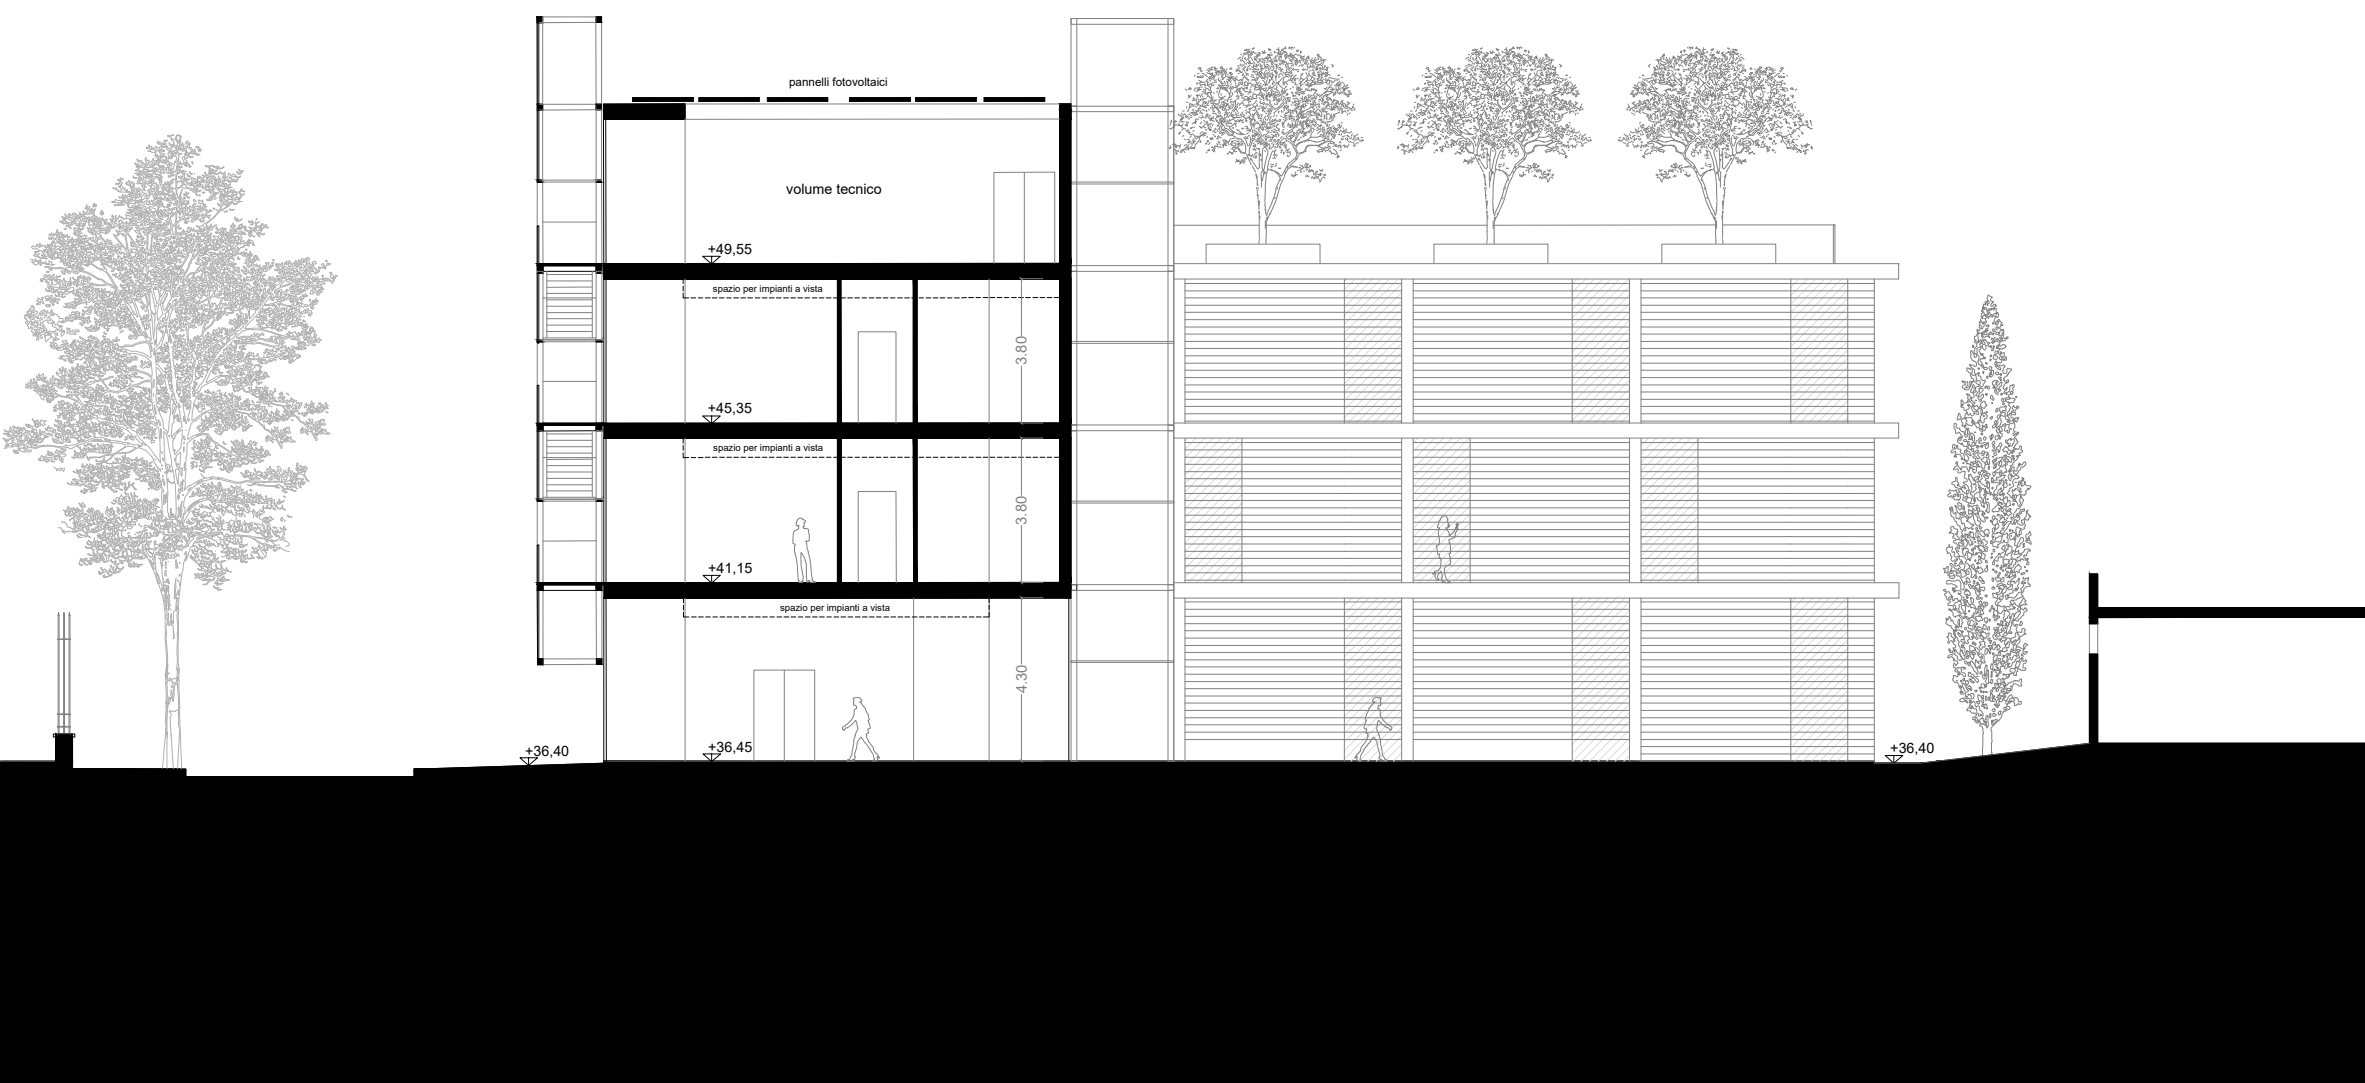 pannelli fotovoltaici
volume tecnico
+49,55
spazio per impianti a vista
3.80
+45,35
spazio per impianti a vista
3.80
+41,15
spazio per impianti a vista
4.30
+36,45
+36,40
+36,40